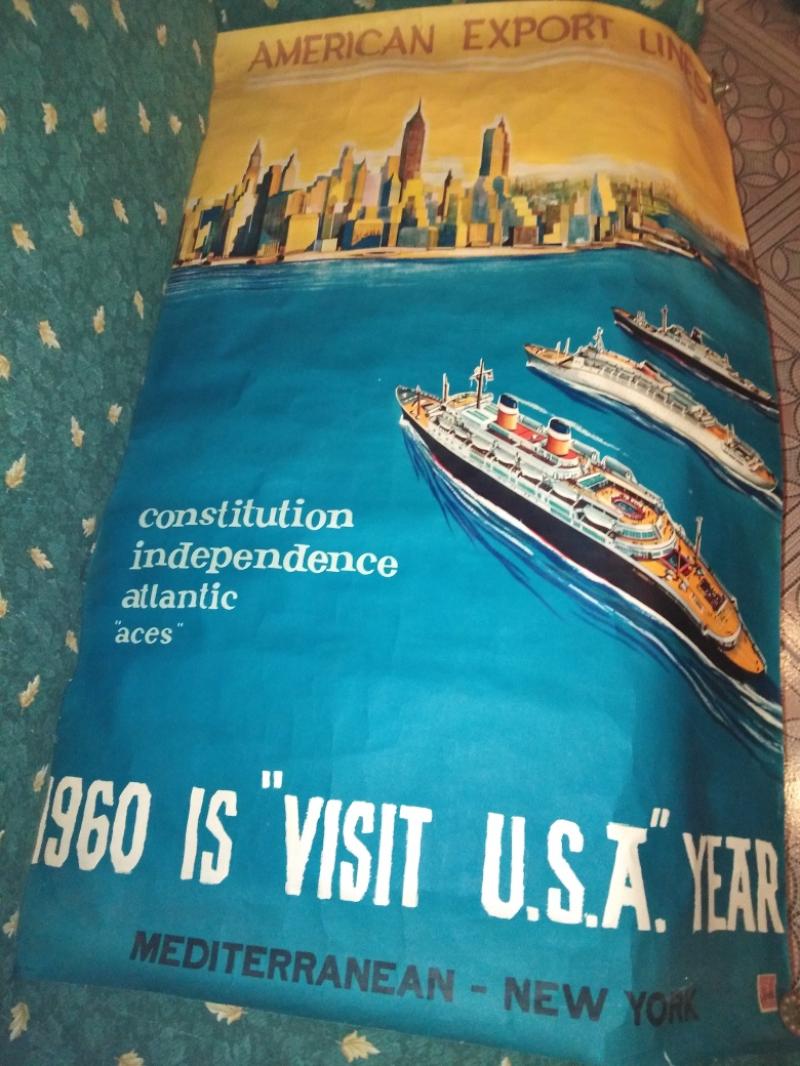 AMERICAN EXPORT LINES
constitution
independence
atlantic
"aces"
1960 IS "VISIT U.S.A." YEAR
MEDITERRANEAN - NEW YORK